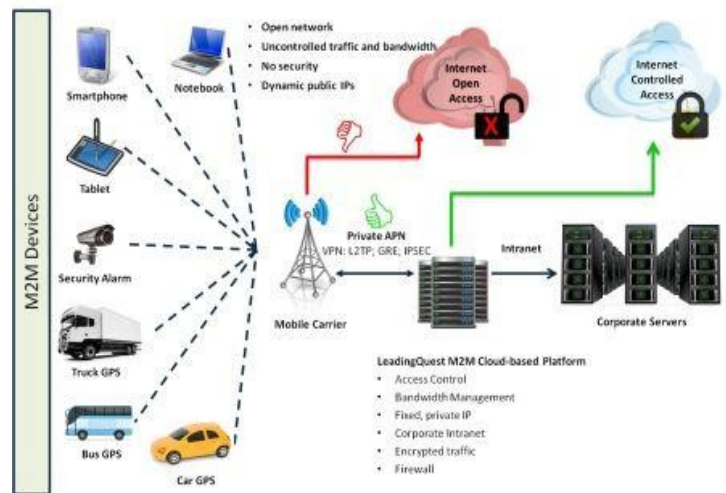 M2M Devices
Smartphone
Notebook
Tablet
Security Alarm
Truck GPS
Bus GPS
Car GPS
• Open network
• Uncontrolled traffic and bandwidth
• No security
• Dynamic public IPs
Internet
Open
Access
X
Internet
Controlled
Access
Private APN
VPN: L2TP; GRE; IPSEC
Mobile Carrier
Intranet
Corporate Servers
LeadingQuest M2M Cloud-based Platform
• Access Control
• Bandwidth Management
• Fixed, private IP
• Corporate Intranet
• Encrypted traffic
• Firewall